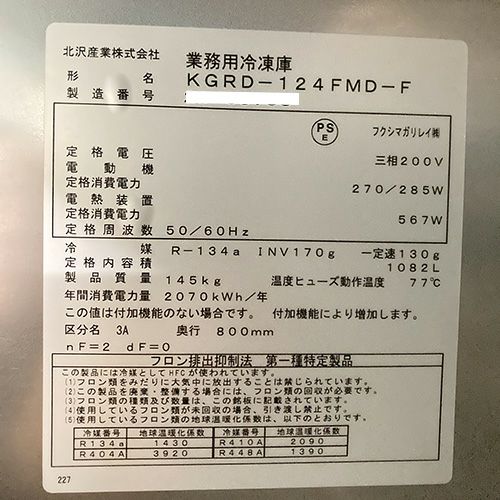 北沢産業株式会社 業務用冷凍庫
形名 KGRD-124FMD-F
製造番号
PS E フクシマガリレイ㈱
定格電圧 三相200V
電動機
定格消費電力 270/285W
電熱装置
定格消費電力 567W
定格周波数 50/60Hz
冷媒 R-134a INV170g 一定速130g
定格内容積 1082L
製品質量 145kg 温度ヒューズ動作温度 77℃
年間消費電力量 2070kWh/年
この値は付加機能のない場合です。 付加機能により増加します。
区分名 3A 奥行 800mm
nF=2 dF=0
フロン排出抑制法 第一種特定製品
この製品には冷媒としてHFCが使われています。
(1)フロン類をみだりに大気中に放出することは禁じられています。
(2)この製品を廃棄・整備する場合には、フロン類の回収が必要です。
(3)フロン類の種類及び数量は、この銘板に記載されています。
(4)使用しているフロン類が未回収の場合、引き渡し禁止です。
(5)使用しているフロン類の地球温暖化係数は、以下のとおりです。
冷媒番号 地球温暖化係数 冷媒番号 地球温暖化係数
R134a 1430 R410A 2090
R404A 3920 R448A 1390
227